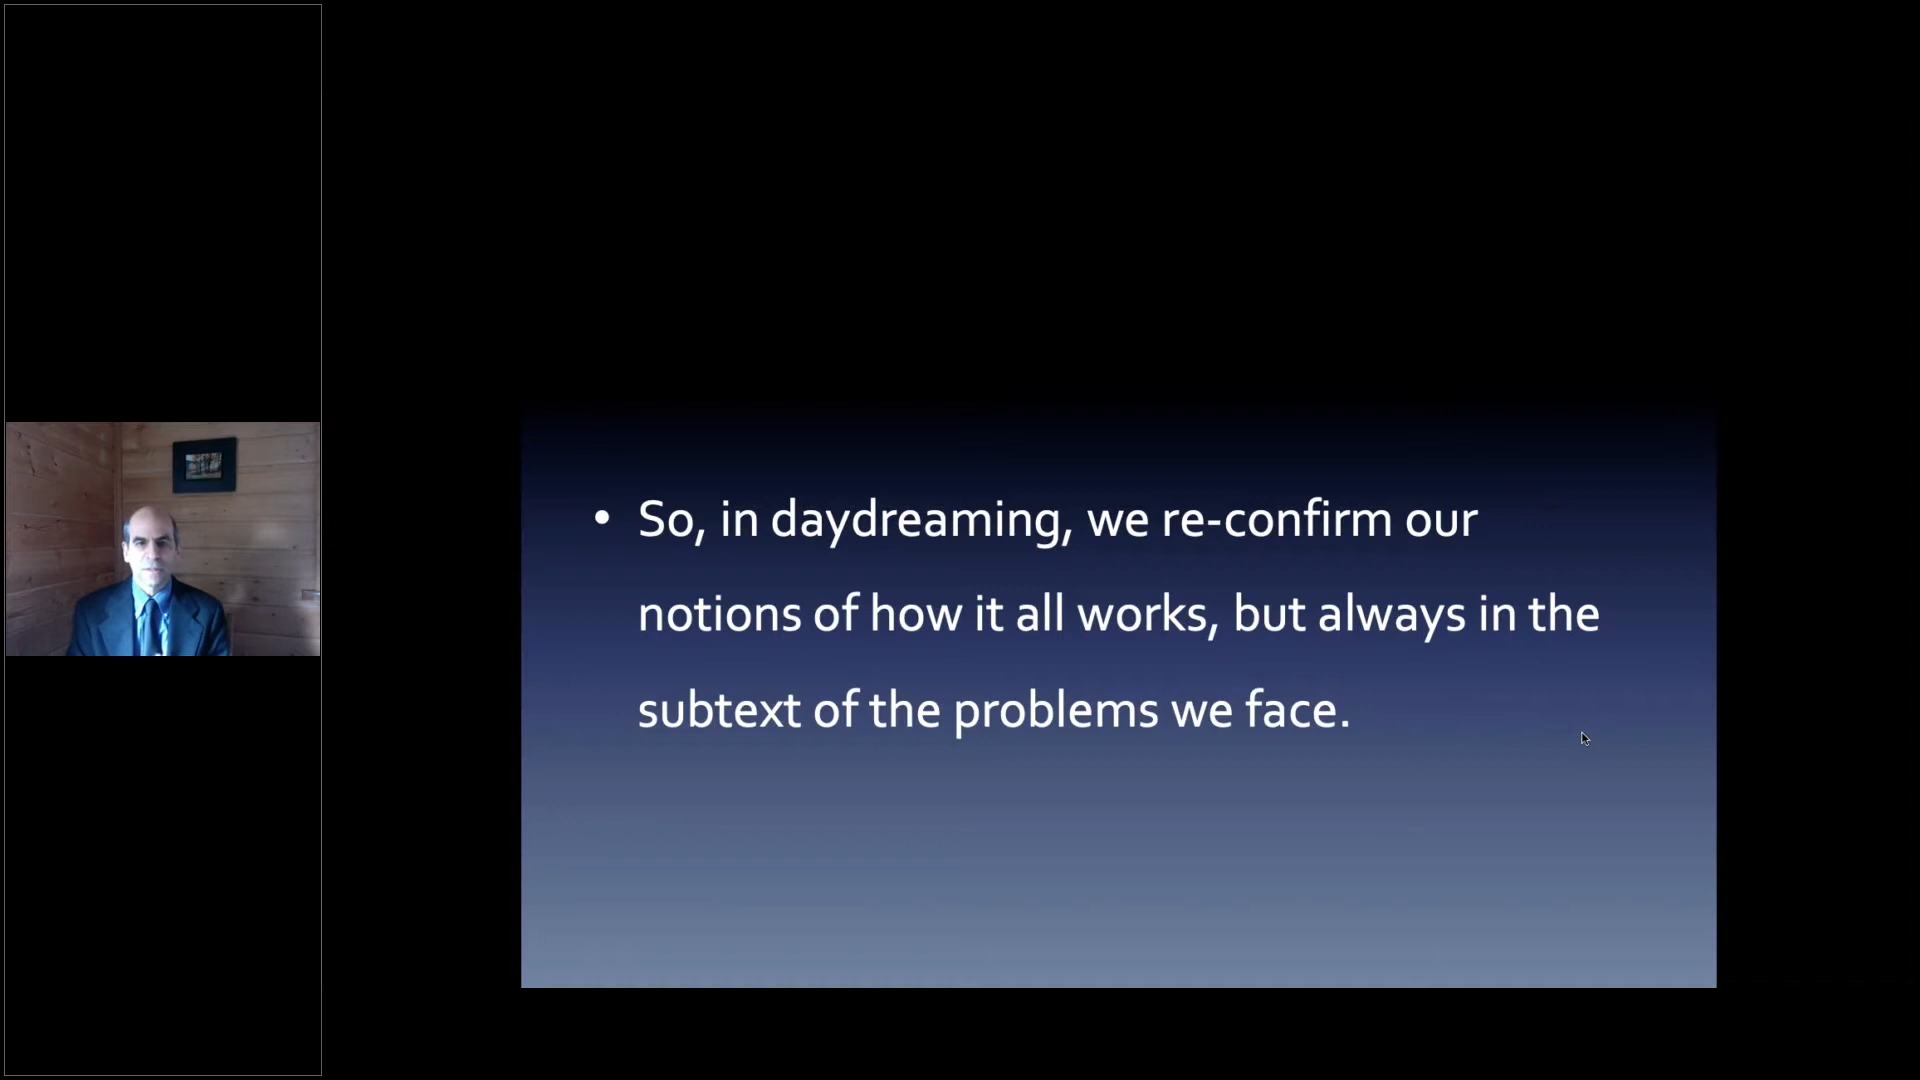 • So, in daydreaming, we re-confirm our
notions of how it all works, but always in the
subtext of the problems we face.